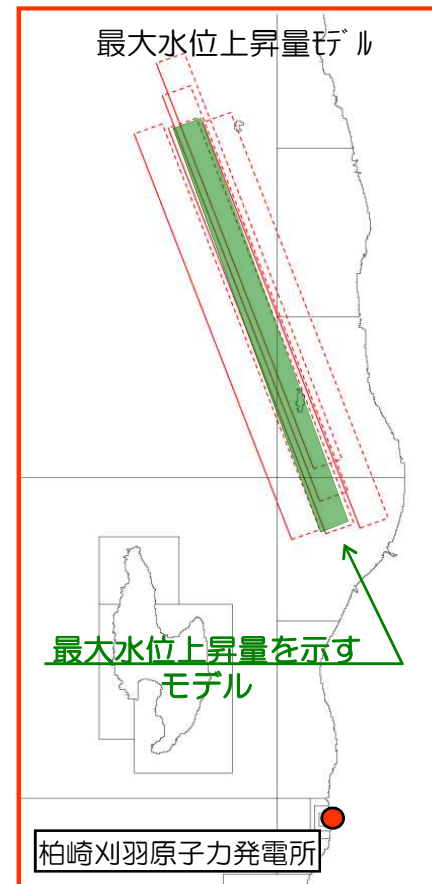 最大水位上昇量ﾓﾃﾞﾙ
最大水位上昇量を示す
モデル
柏崎刈羽原子力発電所